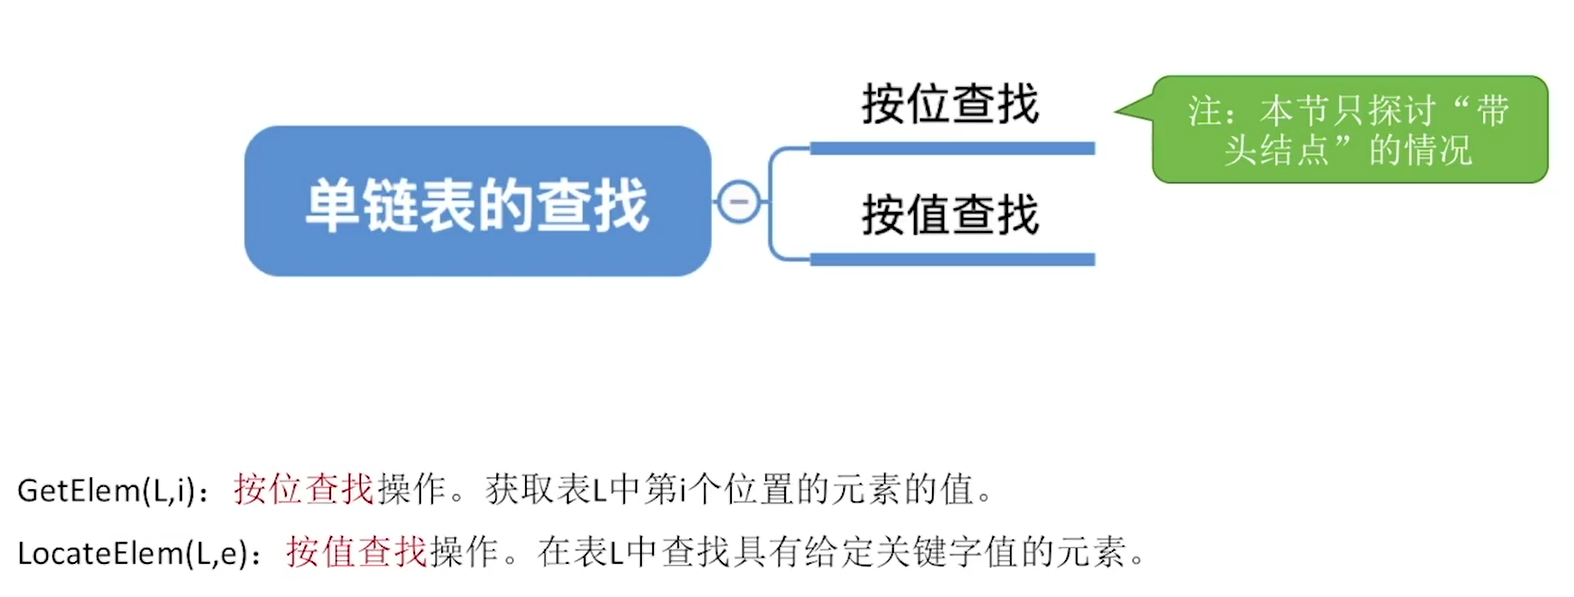 单链表的查找
按位查找
按值查找
注：本节只探讨“带
头结点”的情况
GetElem(L,i)：按位查找操作。获取表L中第i个位置的元素的值。
LocateElem(L,e)：按值查找操作。在表L中查找具有给定关键字值的元素。